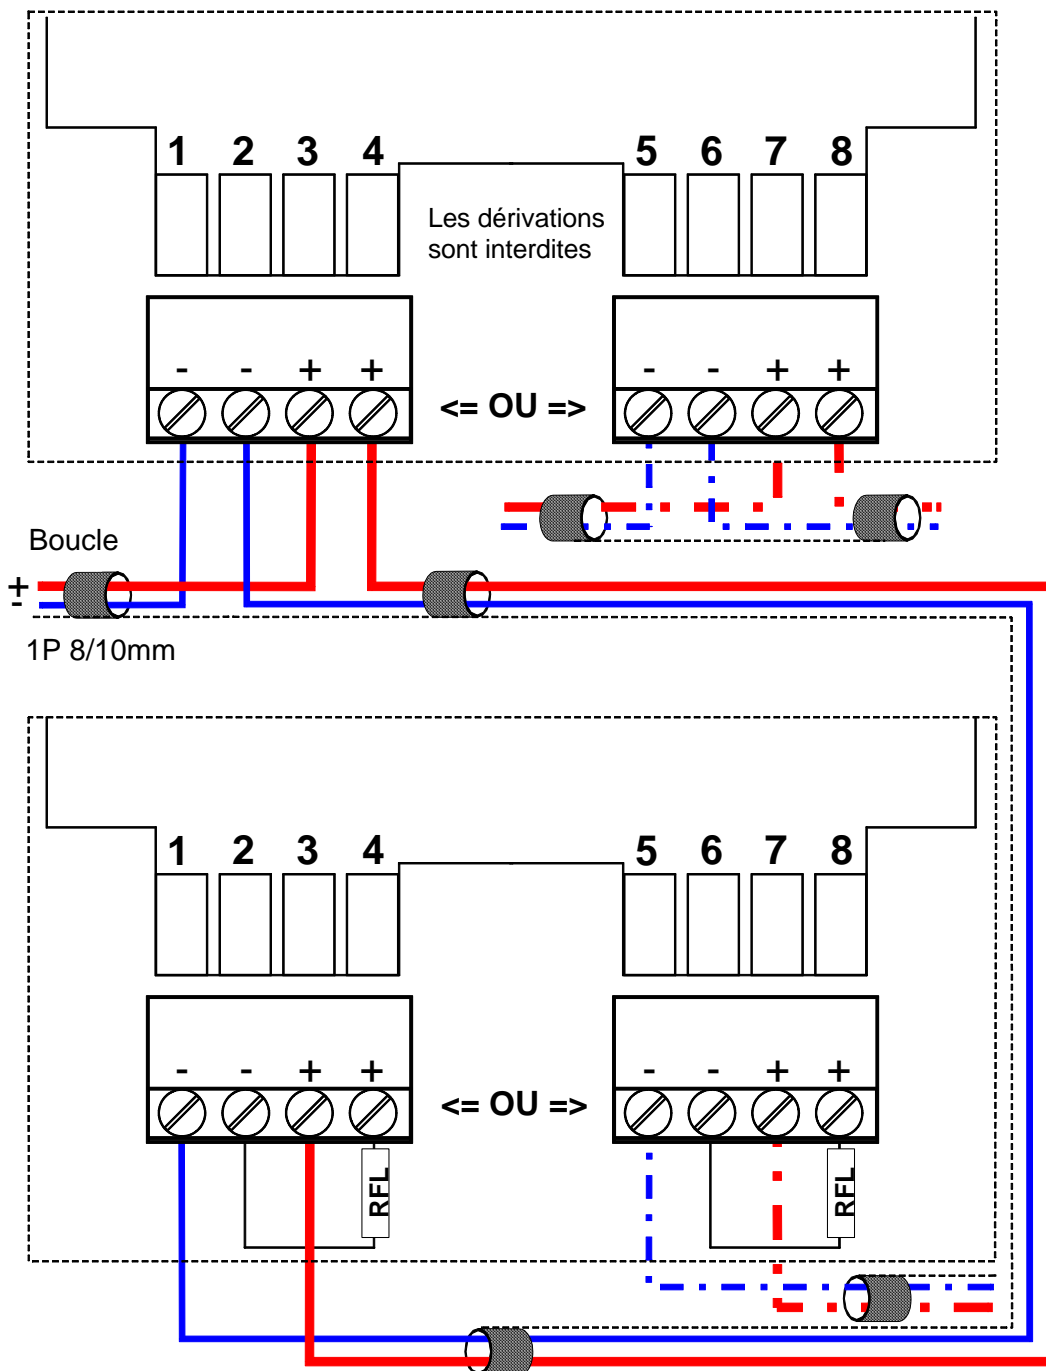 1 2 3 4 5 6 7 8
Les dérivations
sont interdites
- - + + - - + +
<= OU =>
Boucle
+
-
1P 8/10mm
1 2 3 4 5 6 7 8
- - + + - - + +
<= OU =>
RFL RFL